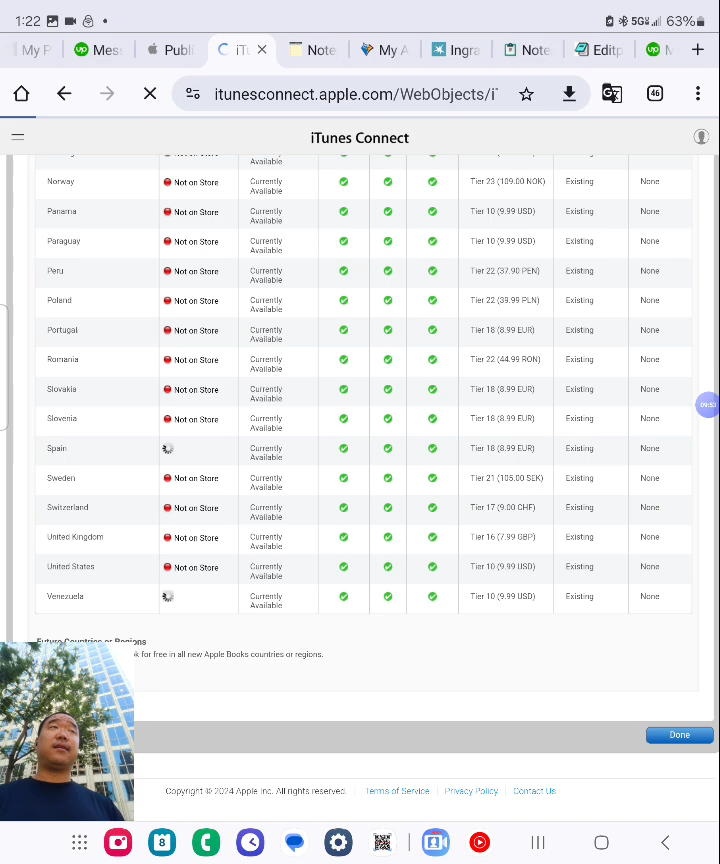 1:22 5G 63%
My P Mes Publi iTu Note My A Ingra Note Editp M
itunesconnect.apple.com/WebObjects/i 46
iTunes Connect
Available
Norway Not on Store Currently Available Tier 23 (109.00 NOK) Existing None
Panama Not on Store Currently Available Tier 10 (9.99 USD) Existing None
Paraguay Not on Store Currently Available Tier 10 (9.99 USD) Existing None
Peru Not on Store Currently Available Tier 22 (37.90 PEN) Existing None
Poland Not on Store Currently Available Tier 22 (39.99 PLN) Existing None
Portugal Not on Store Currently Available Tier 18 (8.99 EUR) Existing None
Romania Not on Store Currently Available Tier 22 (44.99 RON) Existing None
Slovakia Not on Store Currently Available Tier 18 (8.99 EUR) Existing None
Slovenia Not on Store Currently Available Tier 18 (8.99 EUR) Existing None
Spain Currently Available Tier 18 (8.99 EUR) Existing None
Sweden Not on Store Currently Available Tier 21 (105.00 SEK) Existing None
Switzerland Not on Store Currently Available Tier 17 (9.00 CHF) Existing None
United Kingdom Not on Store Currently Available Tier 16 (7.99 GBP) Existing None
United States Not on Store Currently Available Tier 10 (9.99 USD) Existing None
Venezuela Currently Available Tier 10 (9.99 USD) Existing None
09:53
Future Countries or Regions
k for free in all new Apple Books countries or regions.
Done
Copyright © 2024 Apple Inc. All rights reserved. Terms of Service Privacy Policy Contact Us
8